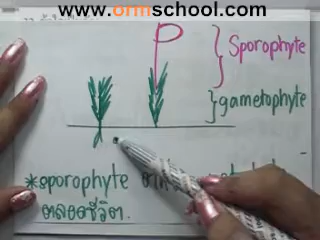 www.ormschool.com
Sporophyte
gametophyte
*sporophyte
ตลอดชีวิต.